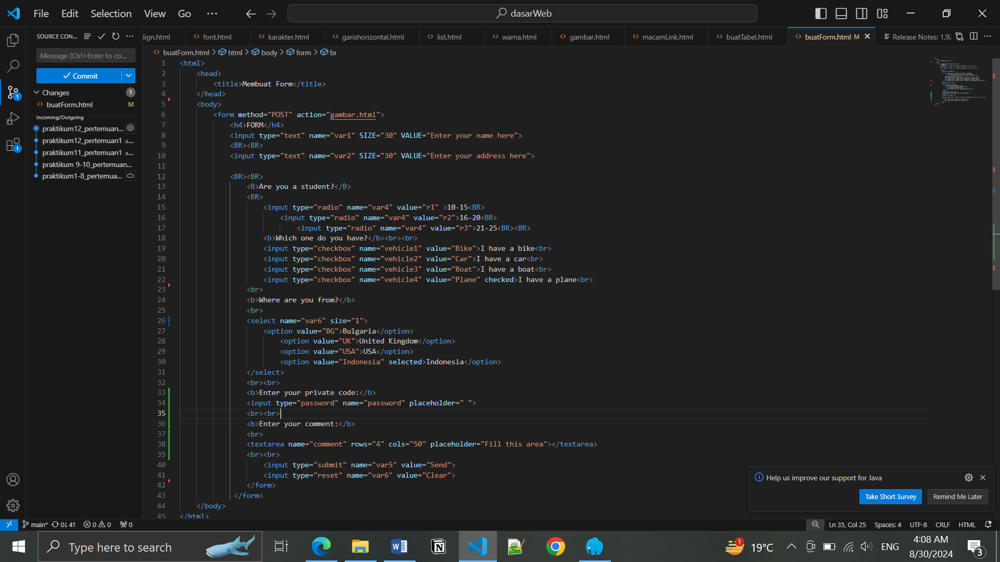 File Edit Selection View Go ··· dasarWeb
SOURCE CON...
lign.html font.html karakter.html garishorizontal.html list.html warna.html gambar.html macamLink.html buatTabel.html buatForm.html M Release Notes: 1.92
buatForm.html > html > body > form > br
Message (Ctrl+Enter to co...
Commit
Changes 1
buatForm.html M
Incoming/Outgoing
praktikum12_pertemuan...
praktikum12_pertemuan1 a...
praktikum11_pertemuan1 a...
praktikum 9-10_pertemuan...
praktikum1-8_pertemua...
1
1
1 <html>
2 <head>
3 <title>Membuat Form</title>
4 </head>
5 <body>
6 <form method="POST" action="gambar.html">
7 <h4>FORM</h4>
8 <input type="text" name="var1" SIZE="30" VALUE="Enter your name here">
9 <BR><BR>
10 <input type="text" name="var2" SIZE="30" VALUE="Enter your address here">
11
12 <BR><BR>
13 <B>Are you a student?</B>
14 <BR>
15 <input type="radio" name="var4" value="r1" >10-15<BR>
16 <input type="radio" name="var4" value="r2">16-20<BR>
17 <input type="radio" name="var4" value="r3">21-25<BR><BR>
18 <b>Which one do you have?</b><br><br>
19 <input type="checkbox" name="vehicle1" value="Bike">I have a bike<br>
20 <input type="checkbox" name="vehicle2" value="Car">I have a car<br>
21 <input type="checkbox" name="vehicle3" value="Boat">I have a boat<br>
22 <input type="checkbox" name="vehicle4" value="Plane" checked>I have a plane<br>
23 <br>
24 <b>Where are you from?</b>
25 <br>
26 <select name="var6" size="1">
27 <option value="BG">Bulgaria</option>
28 <option value="UK">United Kingdom</option>
29 <option value="USA">USA</option>
30 <option value="Indonesia" selected>Indonesia</option>
31 </select>
32 <br><br>
33 <b>Enter your private code:</b>
34 <input type="password" name="password" placeholder=" ">
35 <br><br>
36 <b>Enter your comment:</b>
37 <br>
38 <textarea name="comment" rows="4" cols="50" placeholder="Fill this area"></textarea>
39 <br><br>
40 <input type="submit" name="var5" value="Send">
41 <input type="reset" name="var6" value="Clear">
42 </form>
43 </form>
44 </body>
45 </html>
Help us improve our support for Java
Take Short Survey Remind Me Later
main* 0↓ 4↑ 0 0 0 Ln 35, Col 25 Spaces: 4 UTF-8 CRLF HTML
Type here to search 1 19°C ENG 4:08 AM 8/30/2024 3